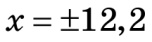 x = ±12,2